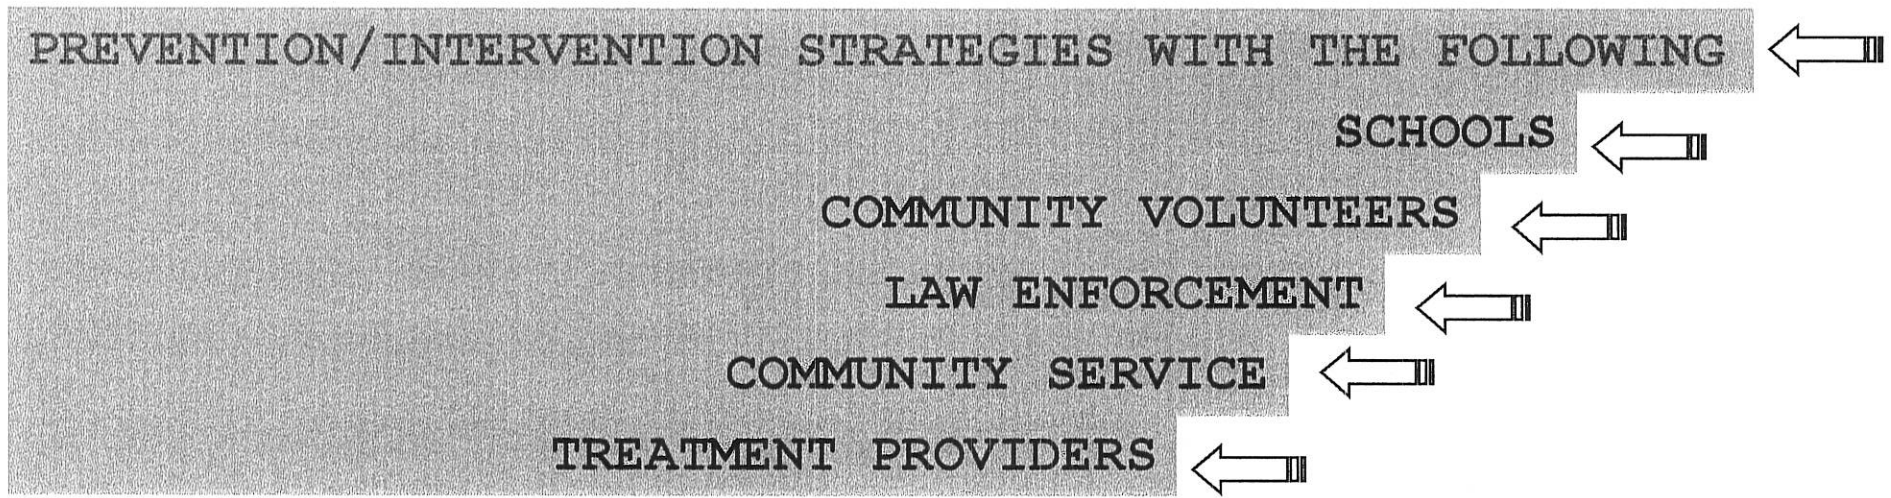 PREVENTION/INTERVENTION STRATEGIES WITH THE FOLLOWING
SCHOOLS
COMMUNITY VOLUNTEERS
LAW ENFORCEMENT
COMMUNITY SERVICE
TREATMENT PROVIDERS